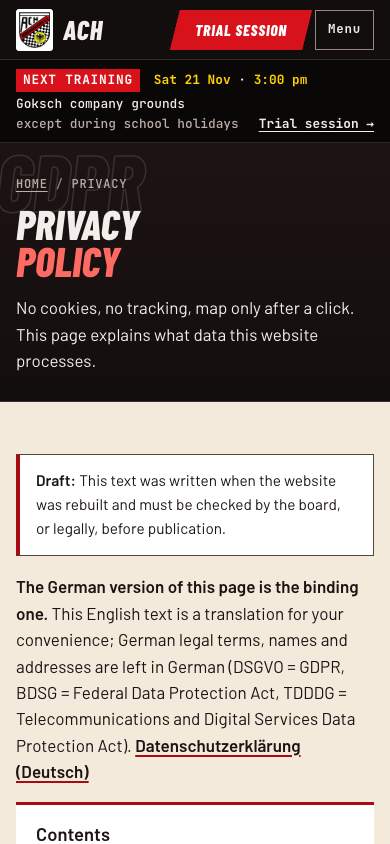 ACH
TRIAL SESSION
Menu
NEXT TRAINING Sat 21 Nov · 3:00 pm
Goksch company grounds
except during school holidays Trial session →
GDPR
HOME / PRIVACY
PRIVACY
POLICY
No cookies, no tracking, map only after a click.
This page explains what data this website
processes.
Draft: This text was written when the website
was rebuilt and must be checked by the board,
or legally, before publication.
The German version of this page is the binding
one. This English text is a translation for your
convenience; German legal terms, names and
addresses are left in German (DSGVO = GDPR,
BDSG = Federal Data Protection Act, TDDDG =
Telecommunications and Digital Services Data
Protection Act). Datenschutzerklärung
(Deutsch)
Contents